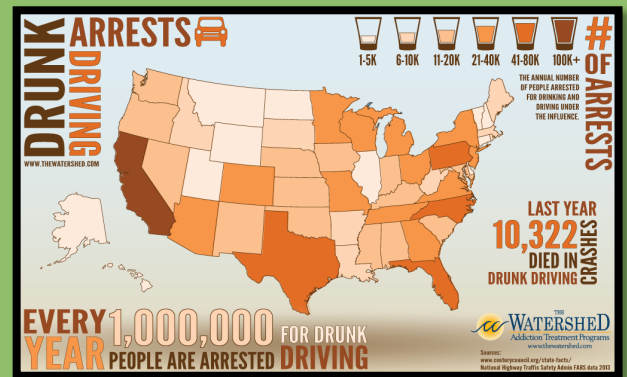 DRUNK
DRIVING
ARRESTS
WWW.THEWATERSHED.COM
1-5K 6-10K 11-20K 21-40K 41-80K 100K+
# OF ARRESTS
THE ANNUAL NUMBER
OF PEOPLE ARRESTED
FOR DRINKING AND
DRIVING UNDER
THE INFLUENCE.
LAST YEAR
10,322
DIED IN
DRUNK DRIVING
CRASHES
EVERY
YEAR
1,000,000
PEOPLE ARE ARRESTED
FOR DRUNK
DRIVING
THE
WATERSHED
Addiction Treatment Programs
www.thewatershed.com
Sources:
www.centurycouncil.org/state-facts/
National Highway Traffic Safety Admin FARS data 2013